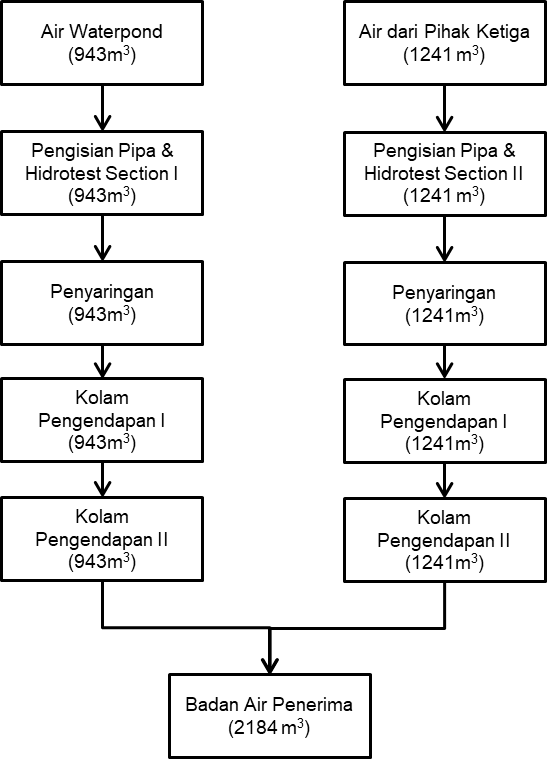 Air Waterpond
(943m³)
Pengisian Pipa &
Hidrotest Section I
(943m³)
Penyaringan
(943m³)
Kolam
Pengendapan I
(943m³)
Kolam
Pengendapan II
(943m³)
Air dari Pihak Ketiga
(1241 m³)
Pengisian Pipa &
Hidrotest Section II
(1241 m³)
Penyaringan
(1241m³)
Kolam
Pengendapan I
(1241m³)
Kolam
Pengendapan II
(1241m³)
Badan Air Penerima
(2184 m³)